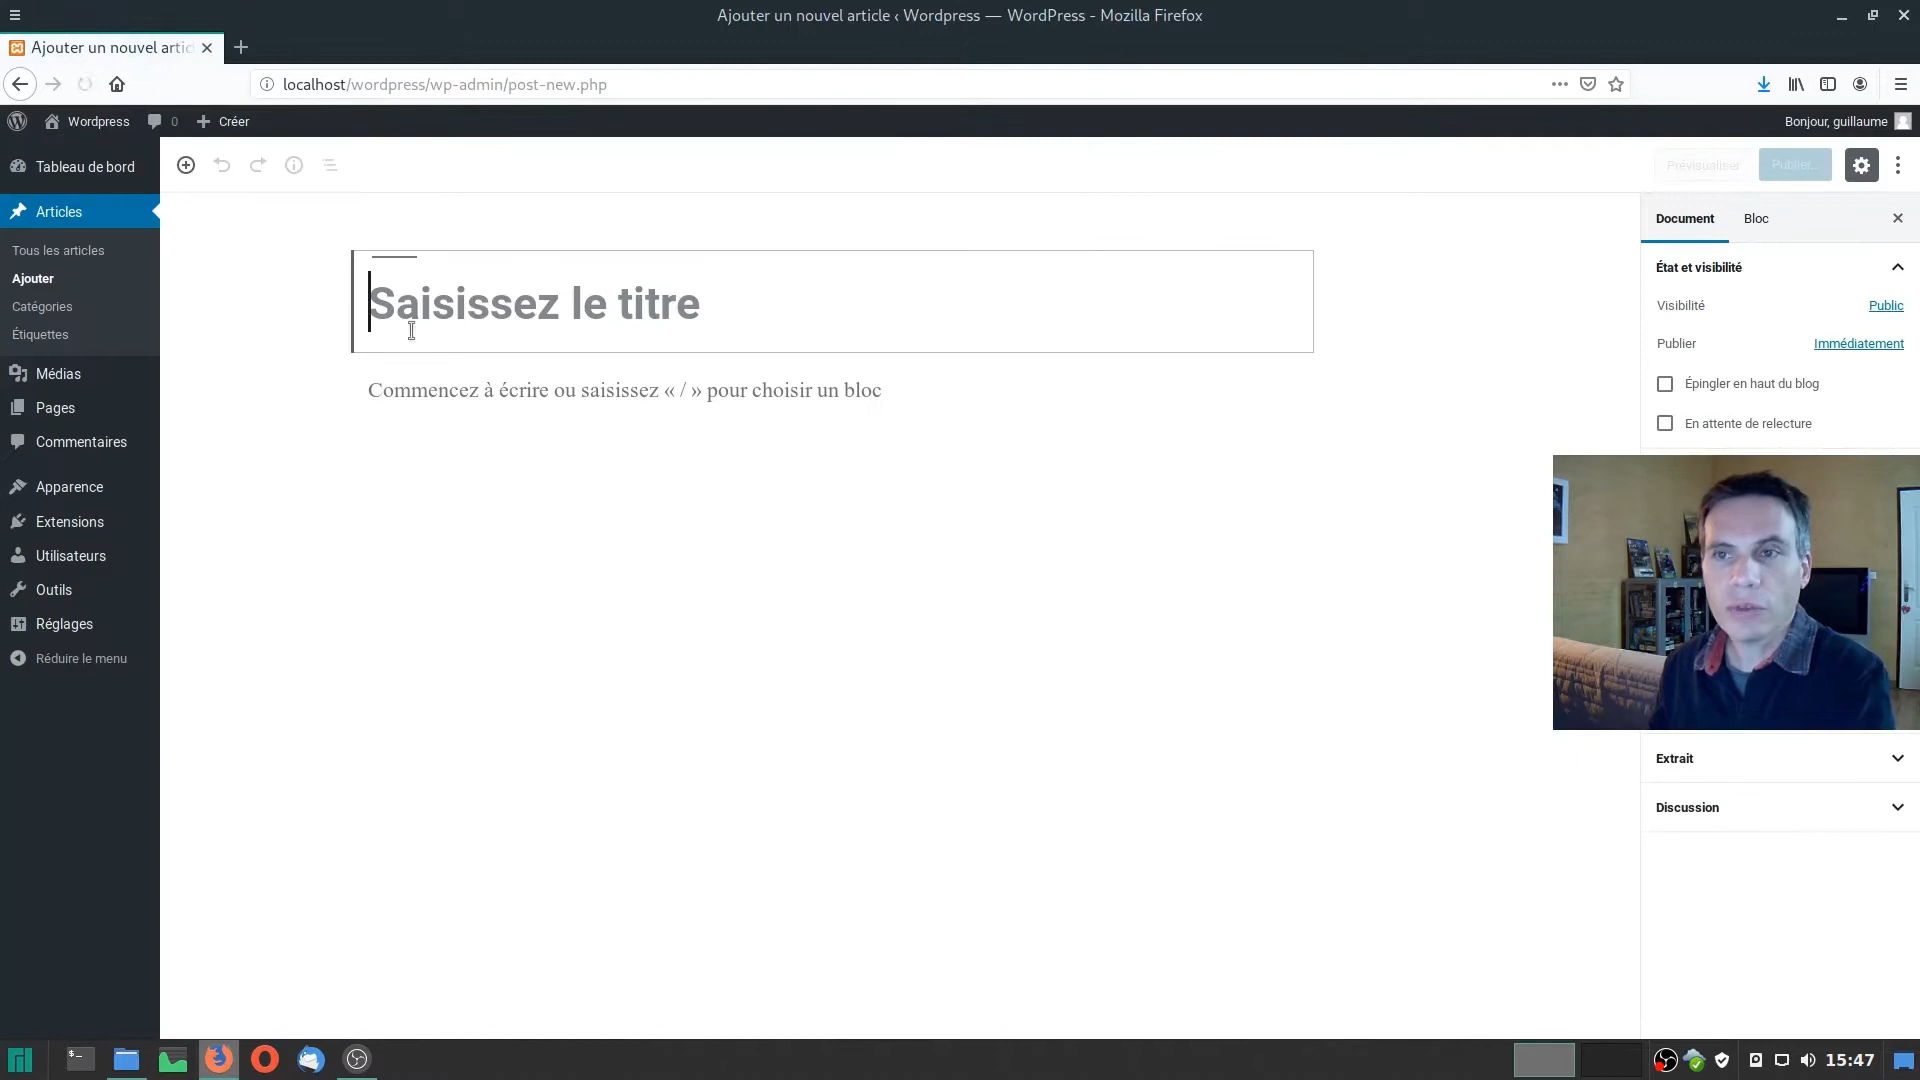 Ajouter un nouvel article ‹ Wordpress — WordPress - Mozilla Firefox
Ajouter un nouvel artic
localhost/wordpress/wp-admin/post-new.php
Wordpress 0 Créer Bonjour, guillaume
Tableau de bord
Prévisualiser Publier…
Articles
Tous les articles
Ajouter
Catégories
Étiquettes
Médias
Pages
Commentaires
Apparence
Extensions
Utilisateurs
Outils
Réglages
Réduire le menu
Saisissez le titre
Commencez à écrire ou saisissez « / » pour choisir un bloc
Document Bloc
État et visibilité
Visibilité Public
Publier Immédiatement
Épingler en haut du blog
En attente de relecture
Extrait
Discussion
15:47